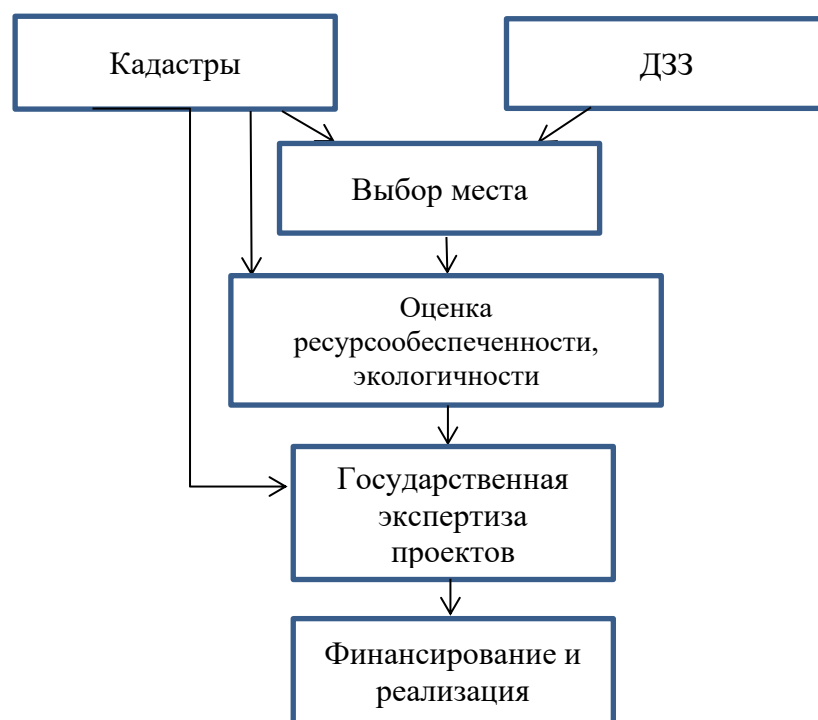 Кадастры
ДЗЗ
Выбор места
Оценка
ресурсообеспеченности,
экологичности
Государственная
экспертиза
проектов
Финансирование и
реализация